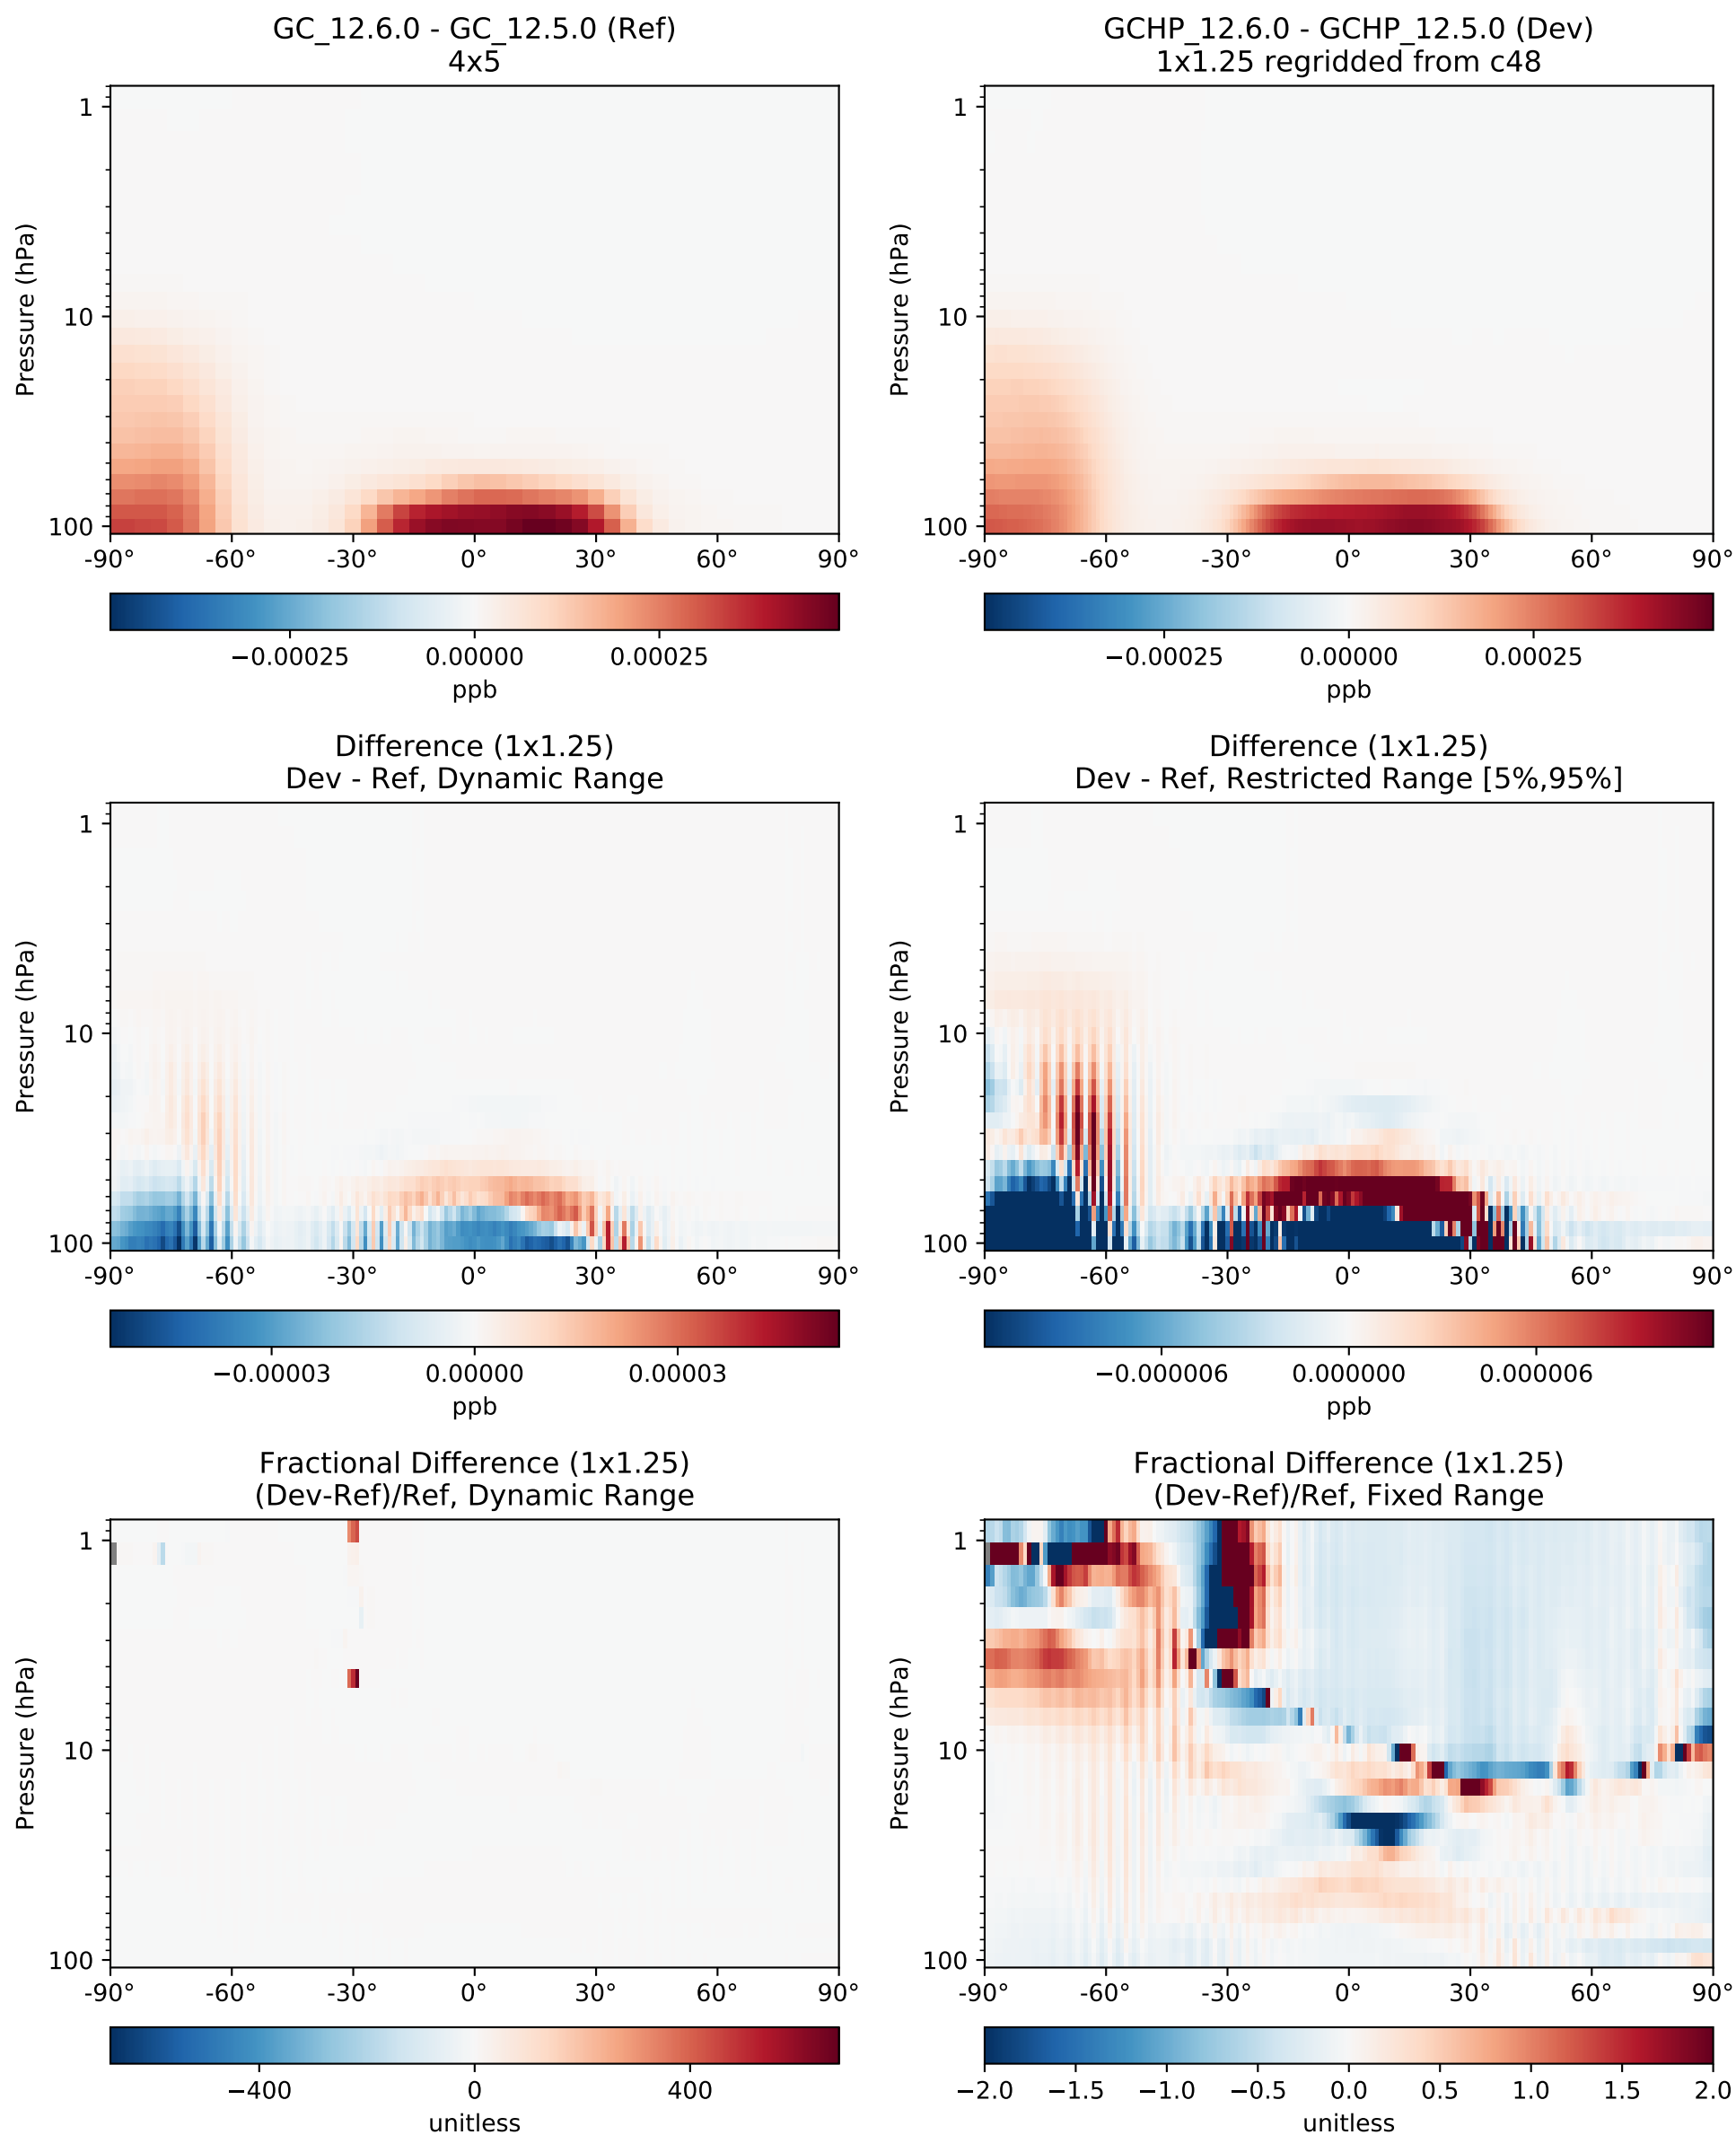 GC_12.6.0 - GC_12.5.0 (Ref)
4x5
Pressure (hPa)
1
10
100
-90° -60° -30° 0° 30° 60° 90°
−0.00025 0.00000 0.00025
ppb
GCHP_12.6.0 - GCHP_12.5.0 (Dev)
1x1.25 regridded from c48
Pressure (hPa)
1
10
100
-90° -60° -30° 0° 30° 60° 90°
−0.00025 0.00000 0.00025
ppb
Difference (1x1.25)
Dev - Ref, Dynamic Range
Pressure (hPa)
1
10
100
-90° -60° -30° 0° 30° 60° 90°
−0.00003 0.00000 0.00003
ppb
Difference (1x1.25)
Dev - Ref, Restricted Range [5%,95%]
Pressure (hPa)
1
10
100
-90° -60° -30° 0° 30° 60° 90°
−0.000006 0.000000 0.000006
ppb
Fractional Difference (1x1.25)
(Dev-Ref)/Ref, Dynamic Range
Pressure (hPa)
1
10
100
-90° -60° -30° 0° 30° 60° 90°
−400 0 400
unitless
Fractional Difference (1x1.25)
(Dev-Ref)/Ref, Fixed Range
Pressure (hPa)
1
10
100
-90° -60° -30° 0° 30° 60° 90°
−2.0 −1.5 −1.0 −0.5 0.0 0.5 1.0 1.5 2.0
unitless